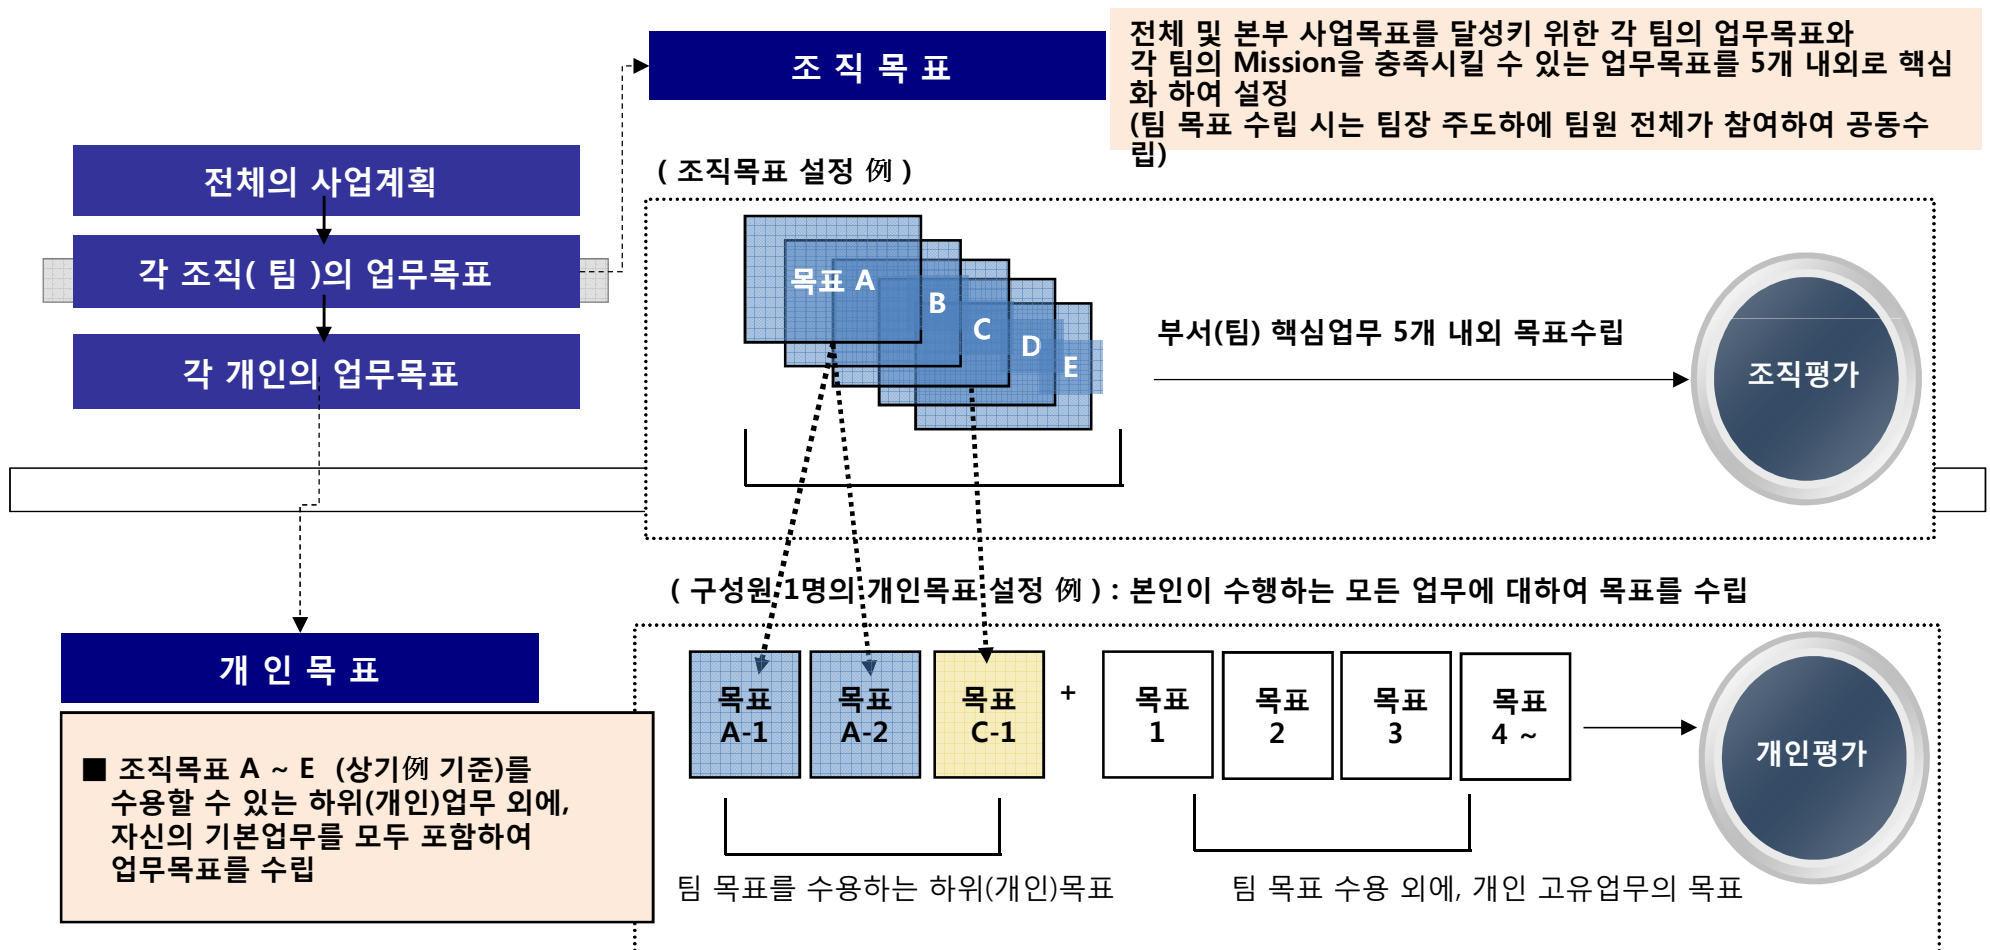 조 직 목 표
전체 및 본부 사업목표를 달성키 위한 각 팀의 업무목표와
각 팀의 Mission을 충족시킬 수 있는 업무목표를 5개 내외로 핵심
화 하여 설정
(팀 목표 수립 시는 팀장 주도하에 팀원 전체가 참여하여 공동수
립)
전체의 사업계획
각 조직( 팀 )의 업무목표
각 개인의 업무목표
( 조직목표 설정 例 )
목표 A
B
C
D
E
부서(팀) 핵심업무 5개 내외 목표수립
조직평가
( 구성원 1명의 개인목표 설정 例 ) : 본인이 수행하는 모든 업무에 대하여 목표를 수립
개 인 목 표
■ 조직목표 A ~ E (상기例 기준)를
수용할 수 있는 하위(개인)업무 외에,
자신의 기본업무를 모두 포함하여
업무목표를 수립
목표
A-1
목표
A-2
목표
C-1
+
목표
1
목표
2
목표
3
목표
4 ~
개인평가
팀 목표를 수용하는 하위(개인)목표
팀 목표 수용 외에, 개인 고유업무의 목표